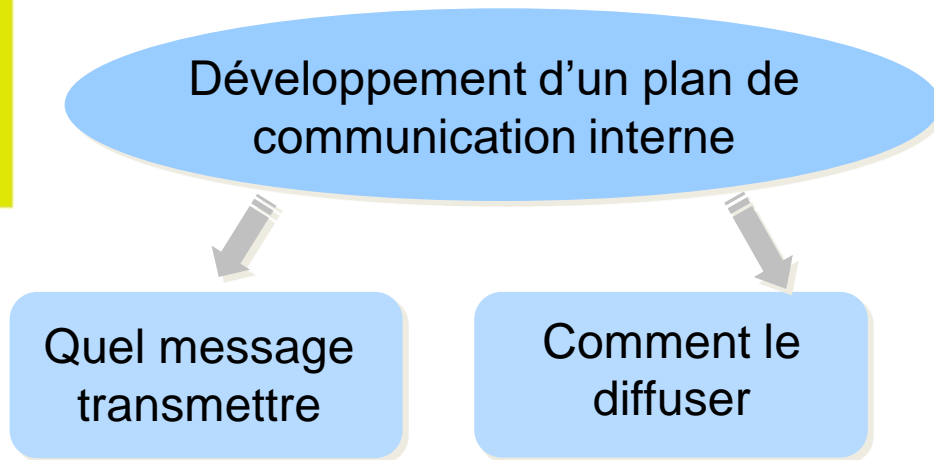 Développement d’un plan de
communication interne
Quel message
transmettre
Comment le
diffuser